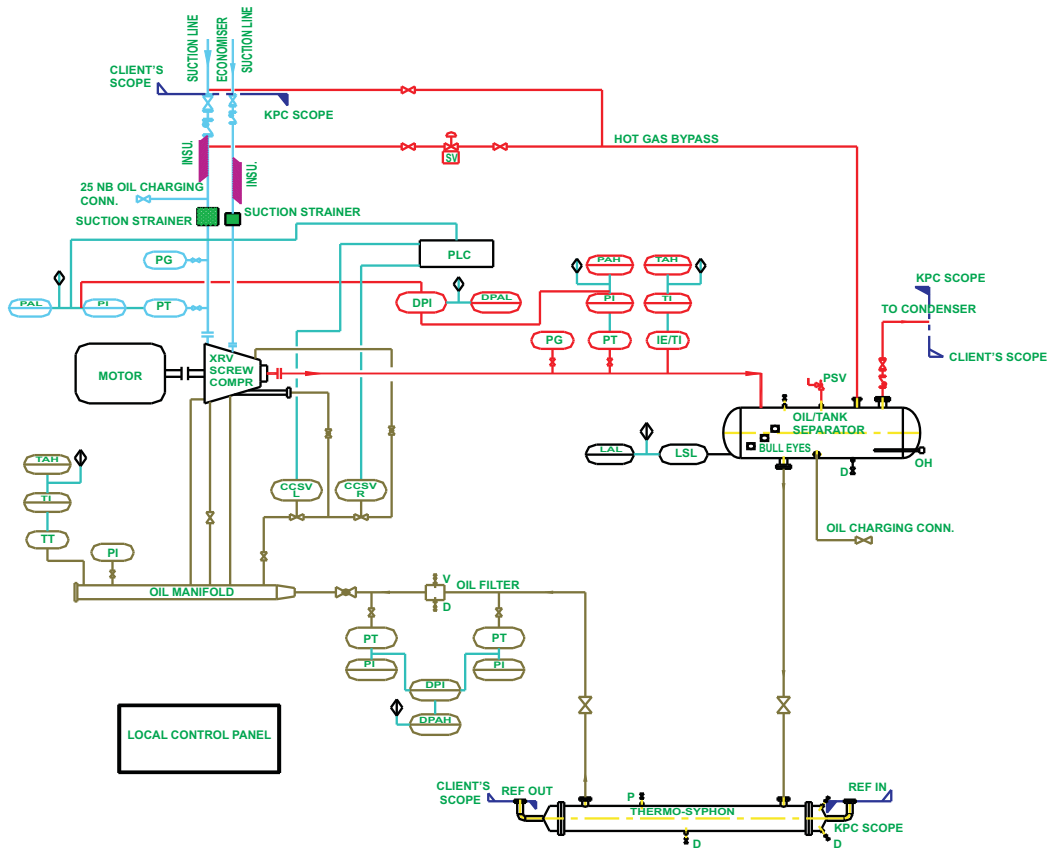 SUCTION LINE
ECONOMISER
SUCTION LINE
CLIENT'S
SCOPE
KPC SCOPE
HOT GAS BYPASS
INSU.
INSU.
SV
25 NB OIL CHARGING
CONN.
SUCTION STRAINER
SUCTION STRAINER
PLC
PG
PAL
PI
PT
DPI
DPAL
PAH
TAH
PI
TI
PG
PT
IE/TI
KPC SCOPE
TO CONDENSER
CLIENT'S SCOPE
MOTOR
XRV
SCREW
COMPR
PSV
OIL/TANK
SEPARATOR
BULL EYES
LAL
LSL
D
OH
TAH
TI
TT
PI
CCSV
L
CCSV
R
OIL CHARGING CONN.
OIL MANIFOLD
V
OIL FILTER
D
PT
PI
PT
PI
DPI
DPAH
LOCAL CONTROL PANEL
CLIENT'S
SCOPE
REF OUT
P
THERMO-SYPHON
REF IN
KPC SCOPE
D
D